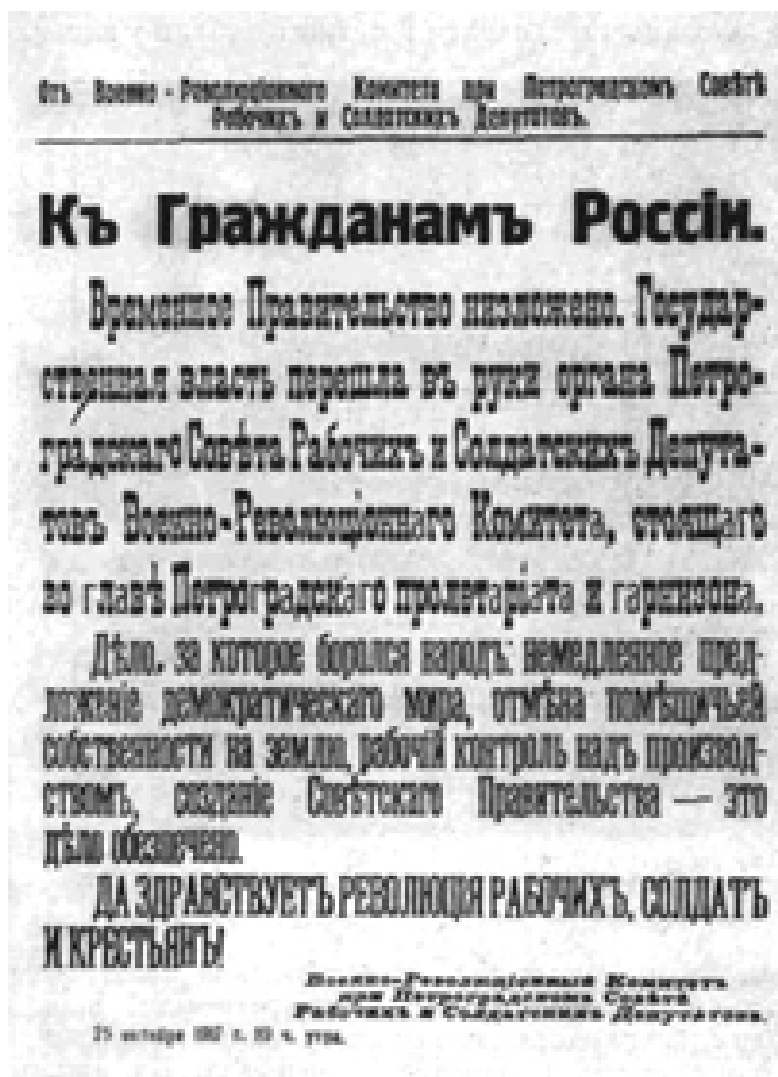 Отъ Военно-Революціоннаго Комитета при Петроградскомъ Совѣтѣ
Рабочихъ и Солдатскихъ Депутатовъ.
Къ Гражданамъ Россіи.
Временное Правительство низложено. Государ-
ственная власть перешла въ руки органа Петро-
градскаго Совѣта Рабочихъ и Солдатскихъ Депута-
товъ Военно-Революціоннаго Комитета, стоящаго
во главѣ Петроградскаго пролетаріата и гарнизона.
Дѣло, за которое боролся народъ: немедленное пред-
ложеніе демократическаго мира, отмѣна помѣщичьей
собственности на землю, рабочій контроль надъ производ-
ствомъ, созданіе Совѣтскаго Правительства — это
дѣло обезпечено.
ДА ЗДРАВСТВУЕТЪ РЕВОЛЮЦІЯ РАБОЧИХЪ, СОЛДАТЪ
И КРЕСТЬЯНЪ!
Военно-Революціонный Комитетъ
при Петроградскомъ Совѣтѣ
Рабочихъ и Солдатскихъ Депутатовъ.
25 октября 1917 г. 10 ч. утра.